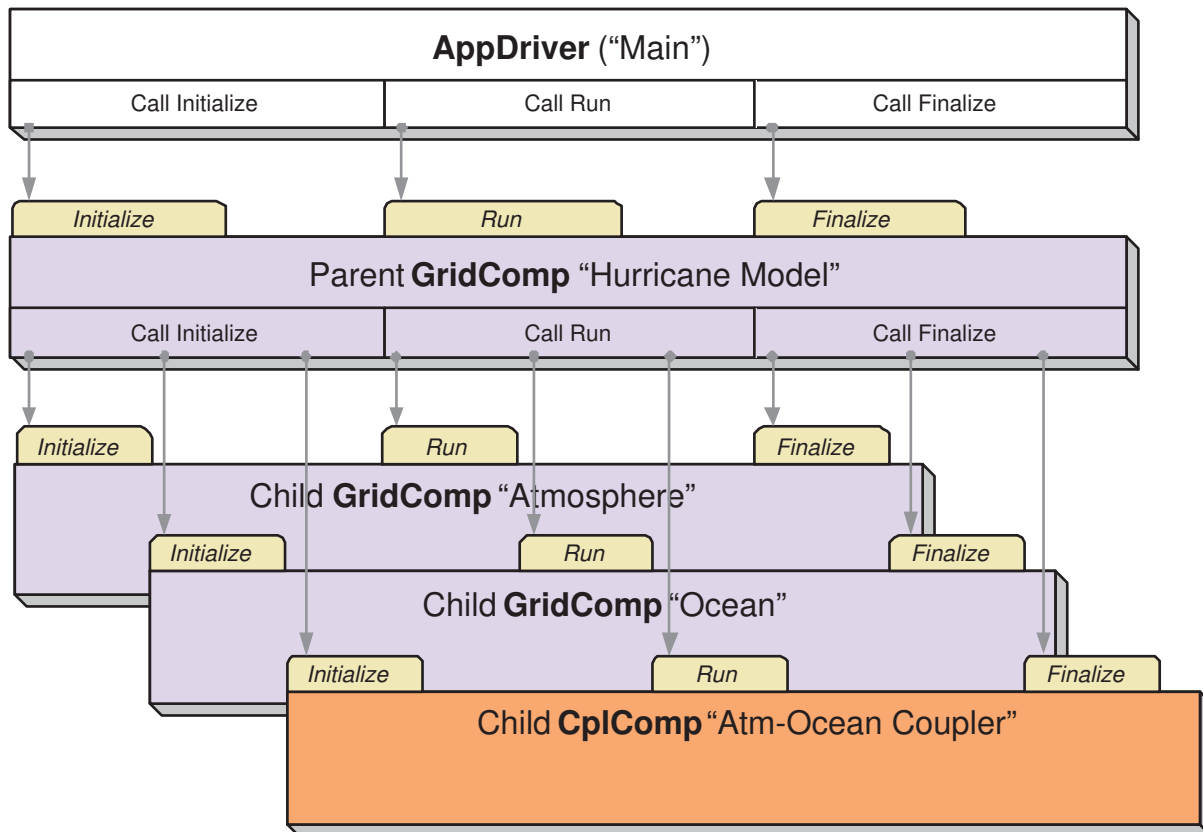 AppDriver (“Main”)
Call Initialize
Call Run
Call Finalize
Initialize
Run
Finalize
Parent GridComp “Hurricane Model”
Call Initialize
Call Run
Call Finalize
Initialize
Run
Finalize
Child GridComp “Atmosphere”
Initialize
Run
Finalize
Child GridComp “Ocean”
Initialize
Run
Finalize
Child CplComp “Atm-Ocean Coupler”